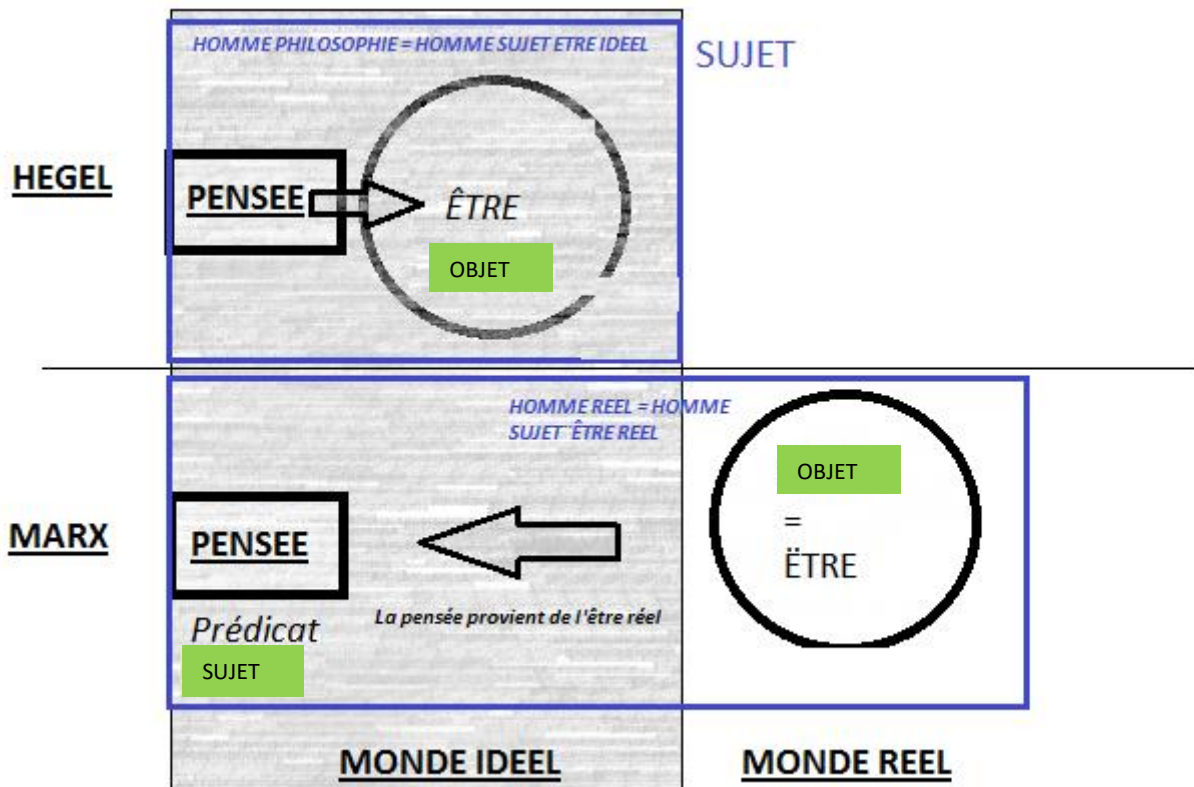 HOMME PHILOSOPHIE = HOMME SUJET ETRE IDEEL
SUJET
HEGEL
PENSEE
ÊTRE
OBJET
HOMME REEL = HOMME
SUJET ÊTRE REEL
OBJET
=
ËTRE
MARX
PENSEE
Prédicat
La pensée provient de l'être réel
SUJET
MONDE IDEEL
MONDE REEL